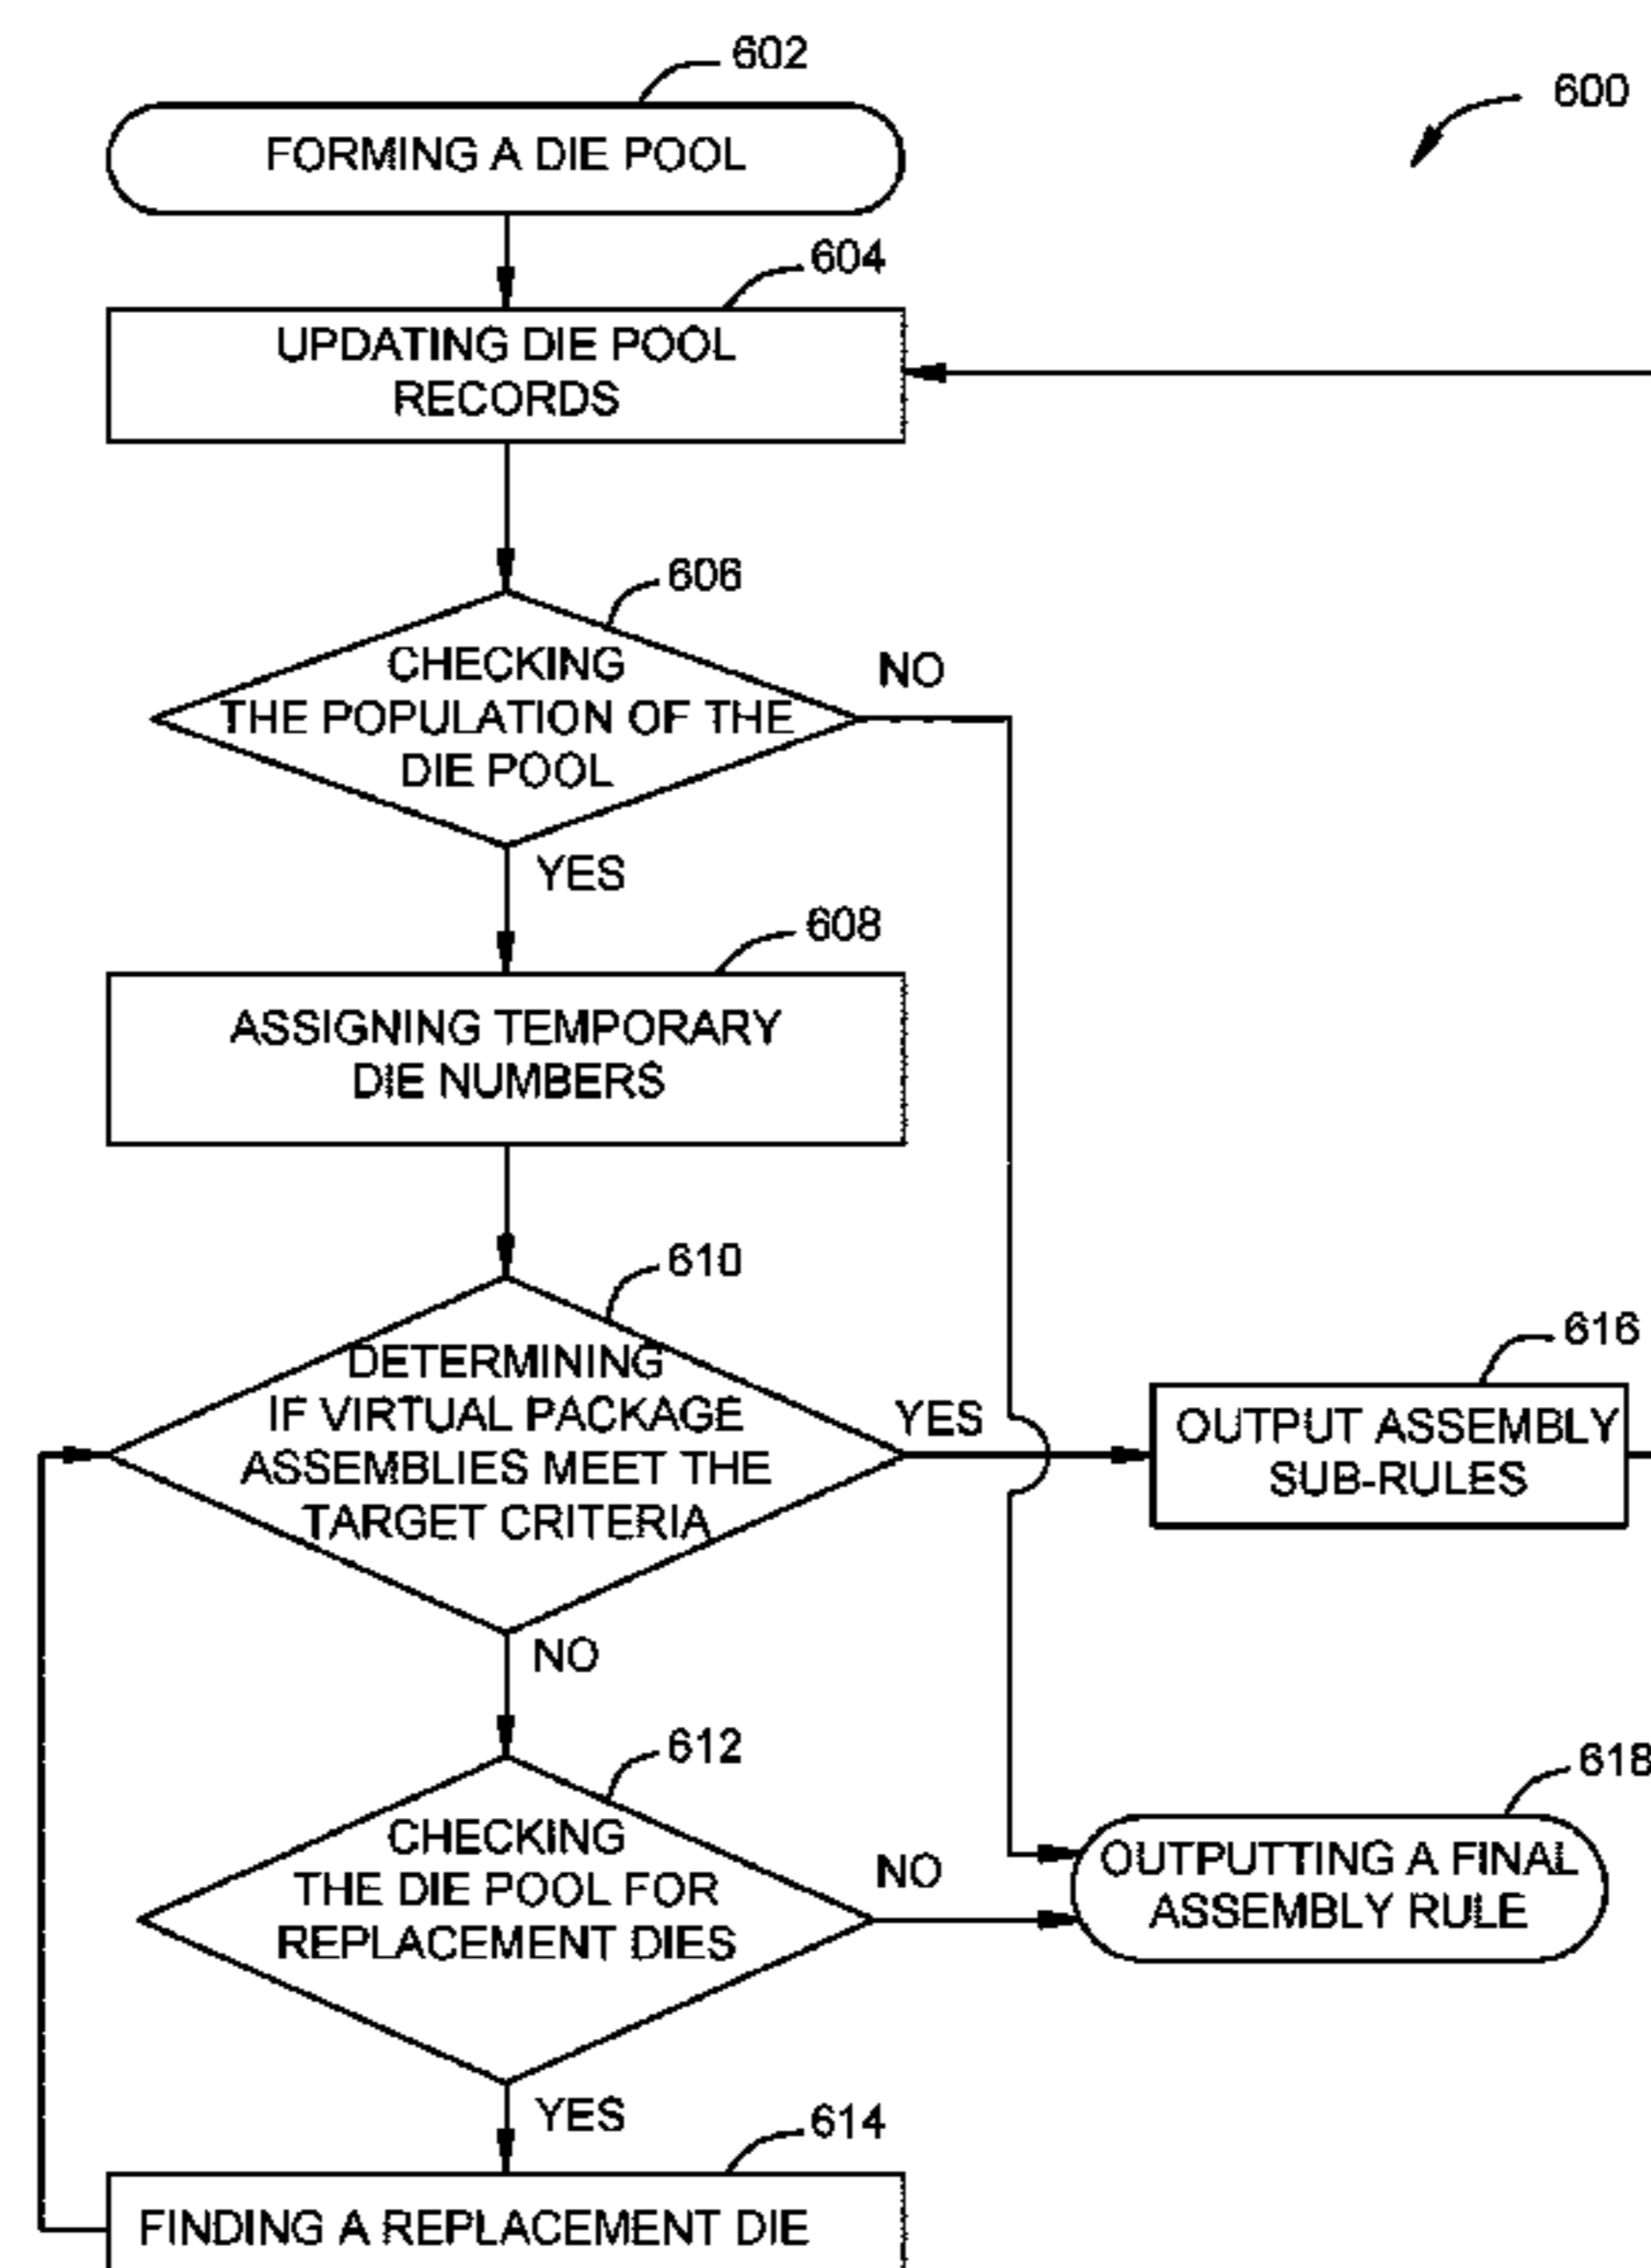 602
600
FORMING A DIE POOL
604
UPDATING DIE POOL
RECORDS
606
CHECKING
THE POPULATION OF THE
DIE POOL
NO
YES
608
ASSIGNING TEMPORARY
DIE NUMBERS
610
DETERMINING
IF VIRTUAL PACKAGE
ASSEMBLIES MEET THE
TARGET CRITERIA
YES
616
OUTPUT ASSEMBLY
SUB-RULES
NO
612
CHECKING
THE DIE POOL FOR
REPLACEMENT DIES
NO
618
OUTPUTTING A FINAL
ASSEMBLY RULE
YES
614
FINDING A REPLACEMENT DIE